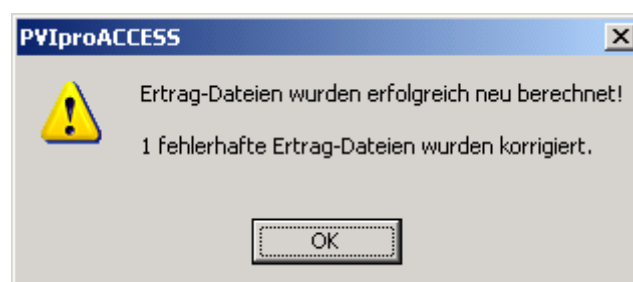 PVIproACCESS
Ertrag-Dateien wurden erfolgreich neu berechnet!
1 fehlerhafte Ertrag-Dateien wurden korrigiert.
OK